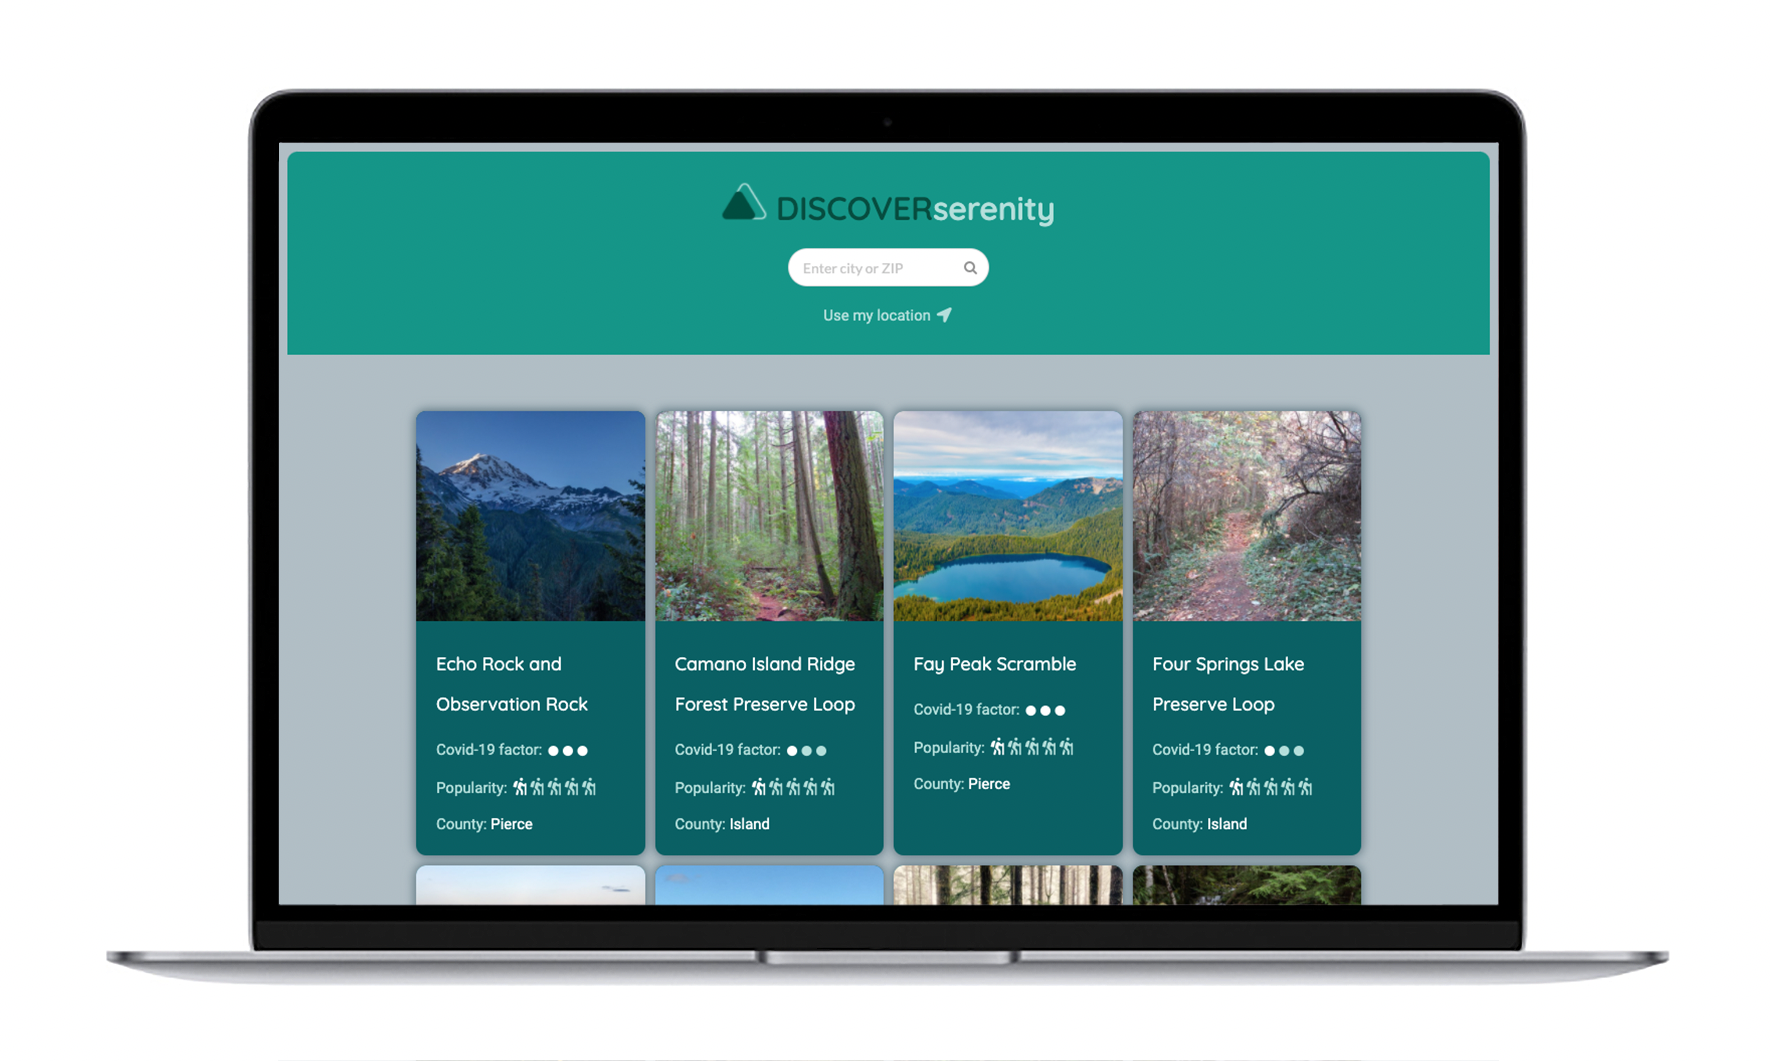 DISCOVERserenity
Enter city or ZIP
Use my location
Echo Rock and
Observation Rock
Covid-19 factor:
Popularity:
County: Pierce
Camano Island Ridge
Forest Preserve Loop
Covid-19 factor:
Popularity:
County: Island
Fay Peak Scramble
Covid-19 factor:
Popularity:
County: Pierce
Four Springs Lake
Preserve Loop
Covid-19 factor:
Popularity:
County: Island